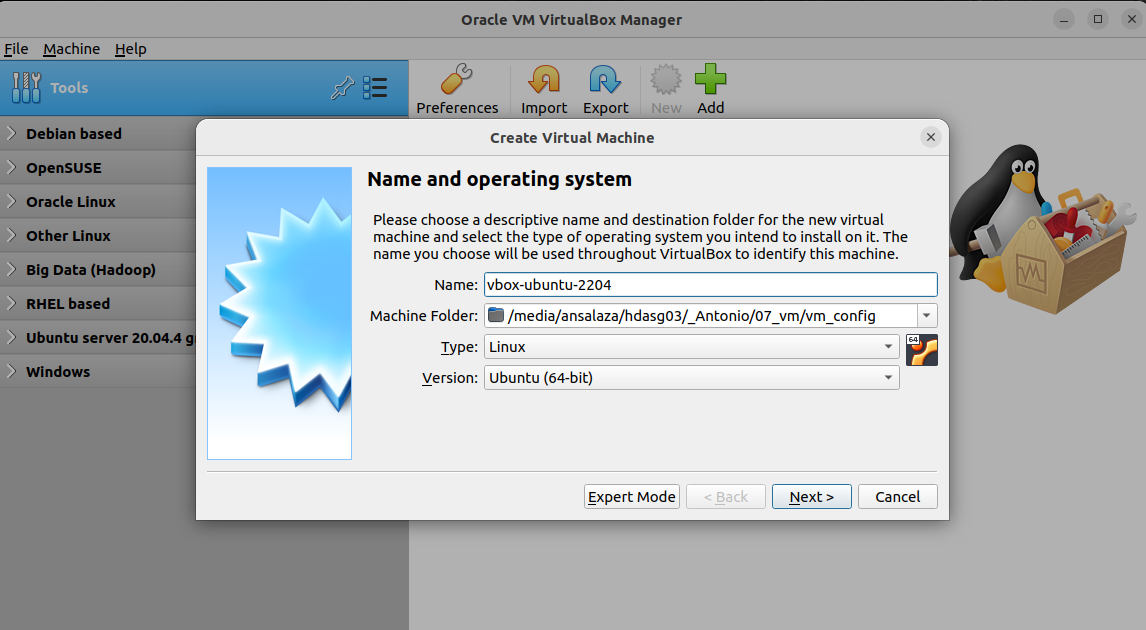 Oracle VM VirtualBox Manager
File Machine Help
Tools
Preferences Import Export New Add
Debian based
OpenSUSE
Oracle Linux
Other Linux
Big Data (Hadoop)
RHEL based
Ubuntu server 20.04.4
Windows
Create Virtual Machine
Name and operating system
Please choose a descriptive name and destination folder for the new virtual
machine and select the type of operating system you intend to install on it. The
name you choose will be used throughout VirtualBox to identify this machine.
Name: vbox-ubuntu-2204
Machine Folder: /media/ansalaza/hdasg03/_Antonio/07_vm/vm_config
Type: Linux
64
Version: Ubuntu (64-bit)
Expert Mode < Back Next > Cancel